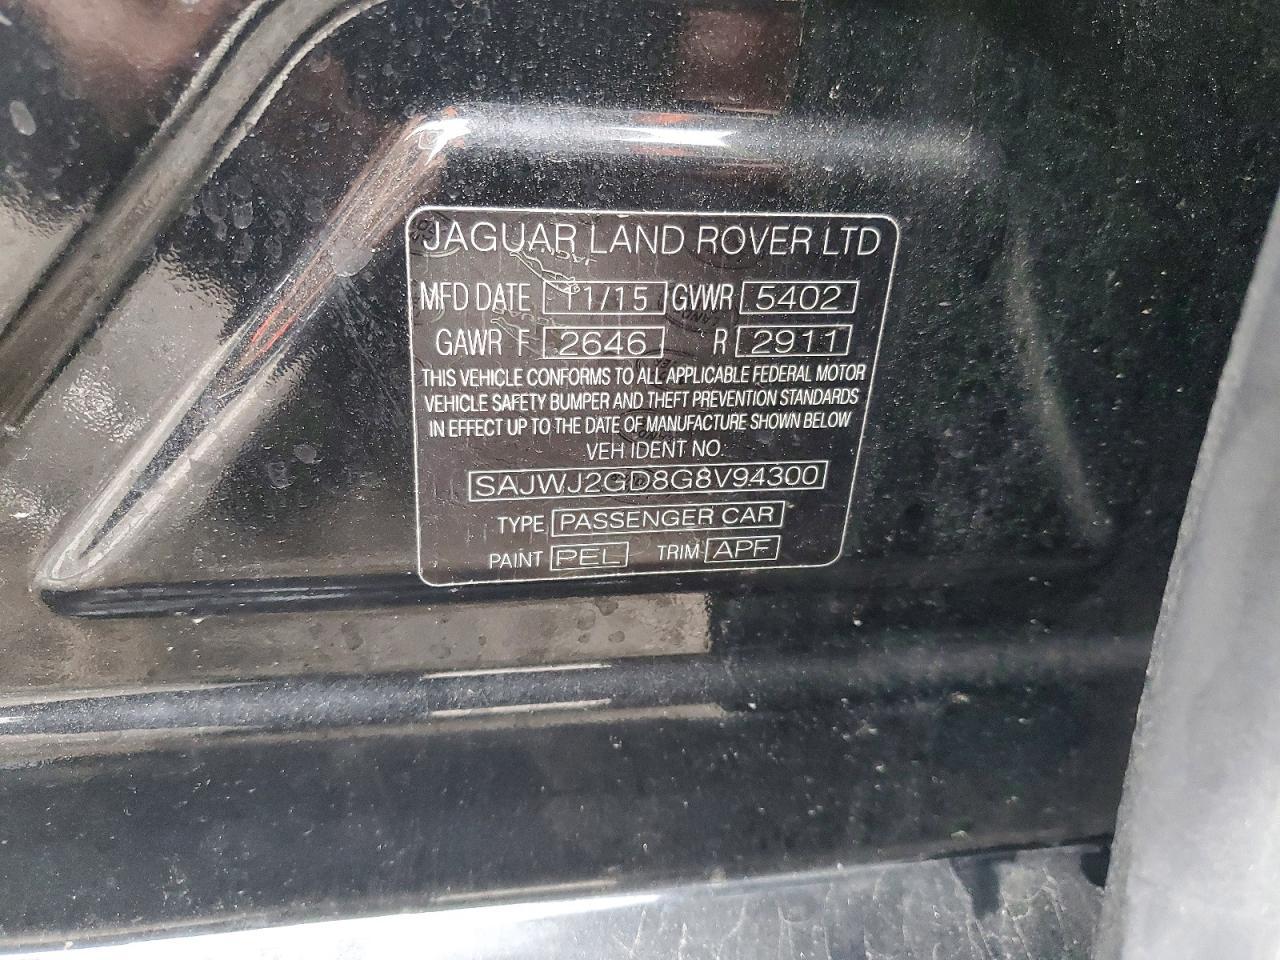 JAGUAR LAND ROVER LTD
MFD DATE 11/15 GVWR 5402
GAWR F 2646 R 2911
THIS VEHICLE CONFORMS TO ALL APPLICABLE FEDERAL MOTOR
VEHICLE SAFETY BUMPER AND THEFT PREVENTION STANDARDS
IN EFFECT UP TO THE DATE OF MANUFACTURE SHOWN BELOW
VEH IDENT NO.
SAJWJ2GD8G8V94300
TYPE PASSENGER CAR
PAINT PEL TRIM APF